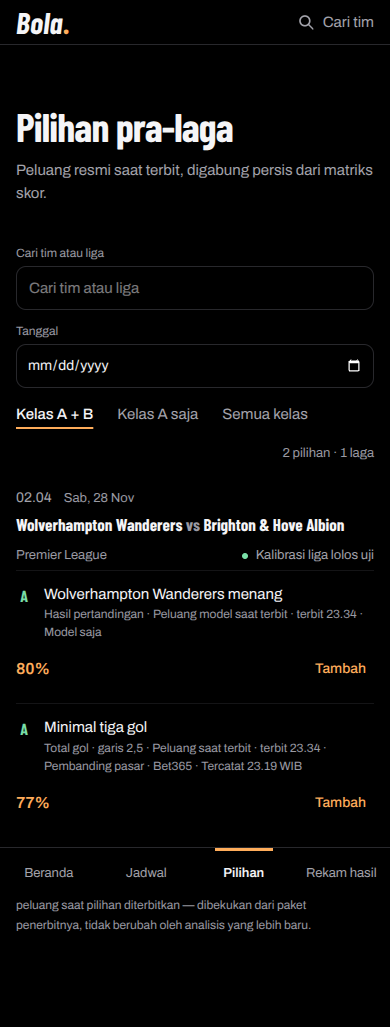 Bola.
Cari tim
Pilihan pra-laga
Peluang resmi saat terbit, digabung persis dari matriks
skor.
Cari tim atau liga
Cari tim atau liga
Tanggal
mm/dd/yyyy
Kelas A + B
Kelas A saja
Semua kelas
2 pilihan · 1 laga
02.04 Sab, 28 Nov
Wolverhampton Wanderers vs Brighton & Hove Albion
Premier League
Kalibrasi liga lolos uji
A
Wolverhampton Wanderers menang
Hasil pertandingan · Peluang model saat terbit · terbit 23.34 ·
Model saja
80%
Tambah
A
Minimal tiga gol
Total gol · garis 2,5 · Peluang saat terbit · terbit 23.34 ·
Pembanding pasar · Bet365 · Tercatat 23.19 WIB
77%
Tambah
Beranda
Jadwal
Pilihan
Rekam hasil
peluang saat pilihan diterbitkan — dibekukan dari paket
penerbitnya, tidak berubah oleh analisis yang lebih baru.